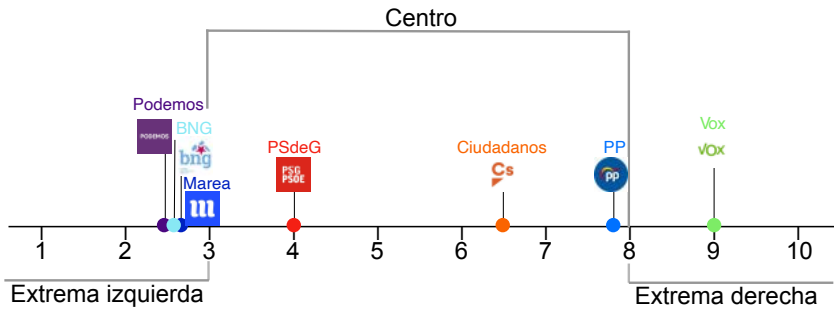 Centro
Podemos
PODEMOS
BNG
bng
Marea
m
PSdeG
PSG
PSOE
Ciudadanos
Cs
PP
pp
Vox
VOX
1 2 3 4 5 6 7 8 9 10
Extrema izquierda
Extrema derecha